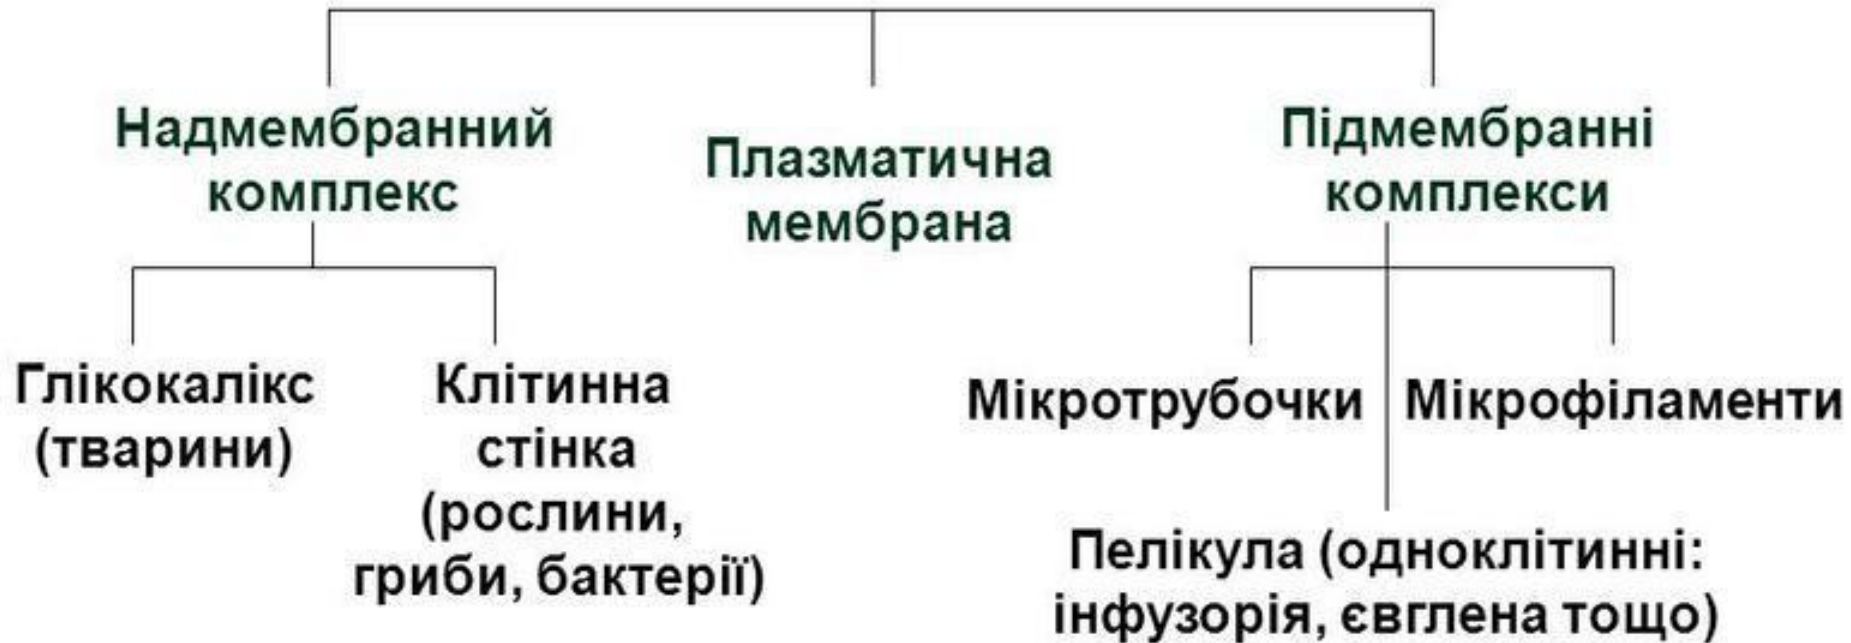 Надмембранний
комплекс
Плазматична
мембрана
Підмембранні
комплекси
Глікокалікс
(тварини)
Клітинна
стінка
(рослини,
гриби, бактерії)
Мікротрубочки
Мікрофіламенти
Пелікула (одноклітинні:
інфузорія, євглена тощо)